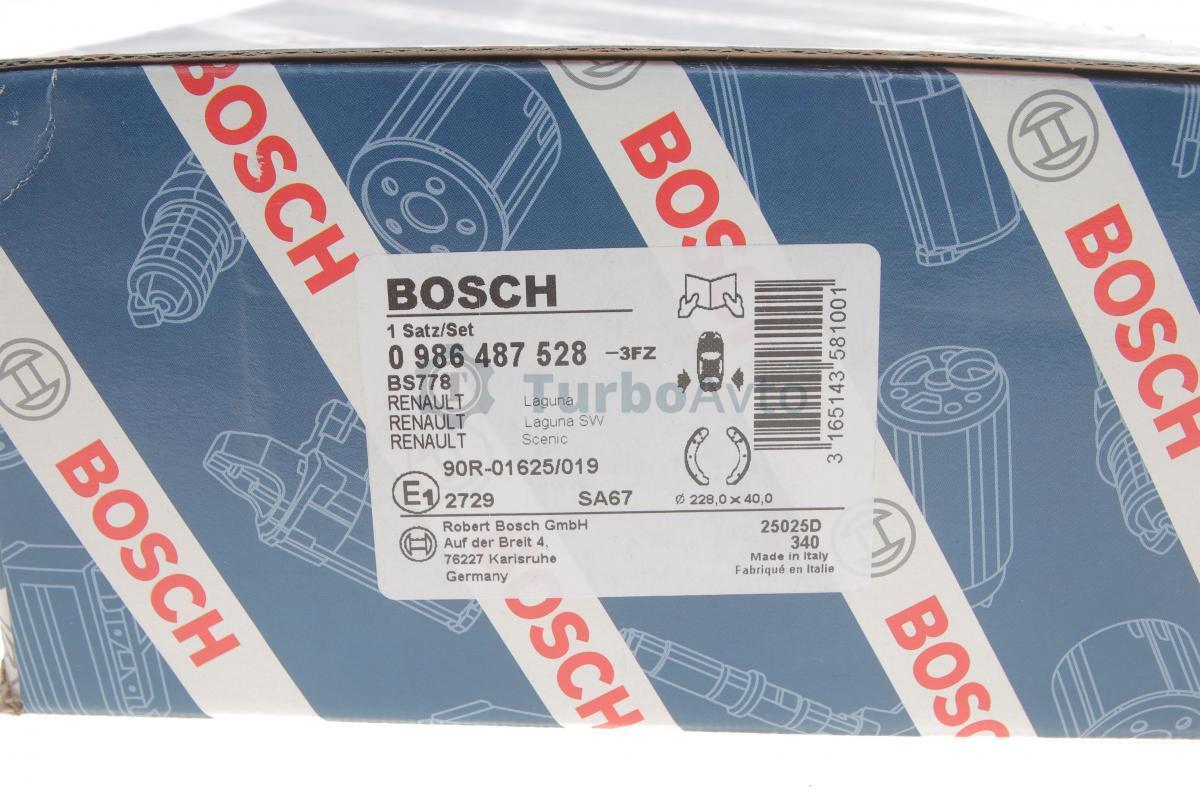 BOSCH
BOSCH
BOSCH
BOSCH
1 Satz/Set
0 986 487 528 -3FZ
BS778
TurboAvto
RENAULT Laguna
RENAULT Laguna SW
RENAULT Scenic
90R-01625/019
E1 2729 SA67 Ø 228,0 x 40,0
3 165143 581001
Robert Bosch GmbH
Auf der Breit 4,
76227 Karlsruhe
Germany
25025D
340
Made in Italy
Fabriqué en Italie
BOSCH
BOSCH
BOSCH